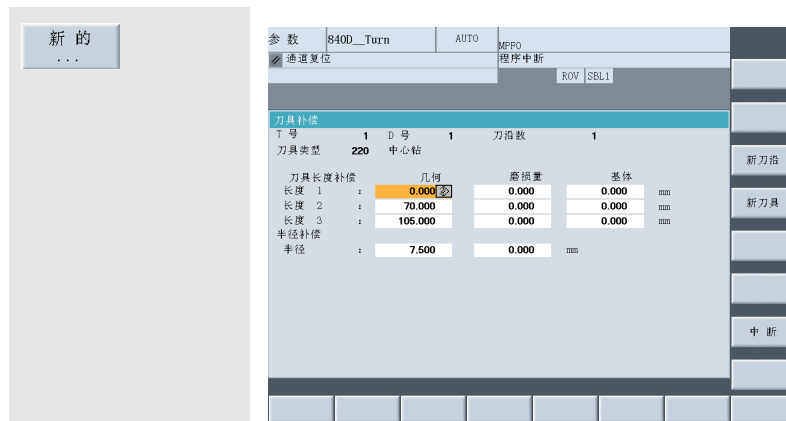 新 的
...
参 数 840D__Turn AUTO MPF0
通道复位 程序中断
ROV SBL1
刀具补偿
T 号 1 D 号 1 刀沿数 1
刀具类型 220 中心钻
刀具长度补偿 几何 磨损量 基体
长度 1 : 0.000 0.000 0.000 mm
长度 2 : 70.000 0.000 0.000 mm
长度 3 : 105.000 0.000 0.000 mm
半径补偿
半径 : 7.500 0.000 mm
新刀沿
新刀具
中 断